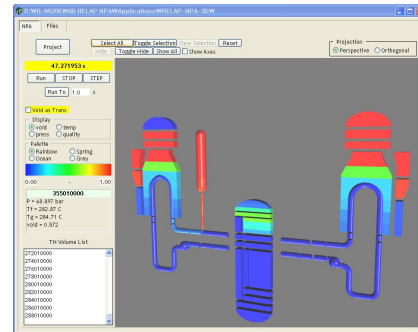 D:\0-WORK\00.RELAP NPA\Applications\RELAP-NPA-3D\
NPA Files
Project
Select All Toggle Selection Clear Selection Reset
Hide Toggle Hide Show All Show Axes
Projection
Perspective Orthogonal
47.271953 s
Run STOP STEP
Run To 1.0 s
Void as Trans
Display
void temp
press quality
Palette
Rainbow Spring
Ocean Grey
0.00 1.00
355010000
P = 68.897 bar
Tf = 282.87 C
Tg = 284.71 C
void = 0.572
TH Volume List
272010000
274010000
276010000
278010000
280010000
282010000
284010000
286010000
288010000